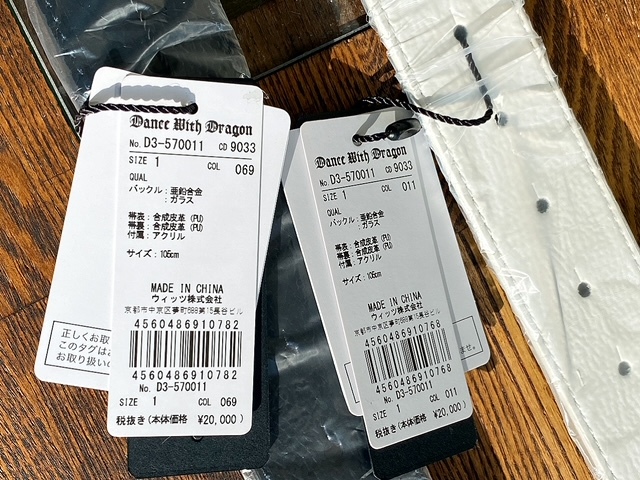 Dance With Dragon
No. D3-570011 CD 9033
SIZE 1 COL 069
QUAL
バックル：亜鉛合金
：ガラス
帯表：合成皮革 (PU)
帯裏：合成皮革 (PU)
付属：アクリル
サイズ：105cm
MADE IN CHINA
ウィッツ株式会社
4560486910782
4560486910782
No. D3-570011
SIZE 1 COL 069
税抜き(本体価格 ¥20,000)
正しくお取
このタグはお
お取り扱いの
Dance With Dragon
No. D3-570011 CD 9033
SIZE 1 COL 011
QUAL
バックル：亜鉛合金
：ガラス
帯表：合成皮革 (PU)
帯裏：合成皮革 (PU)
付属：アクリル
サイズ：105cm
MADE IN CHINA
ウィッツ株式会社
4560486910768
4560486910768
No. D3-570011
SIZE 1 COL 011
税抜き(本体価格 ¥20,000)
ませ。